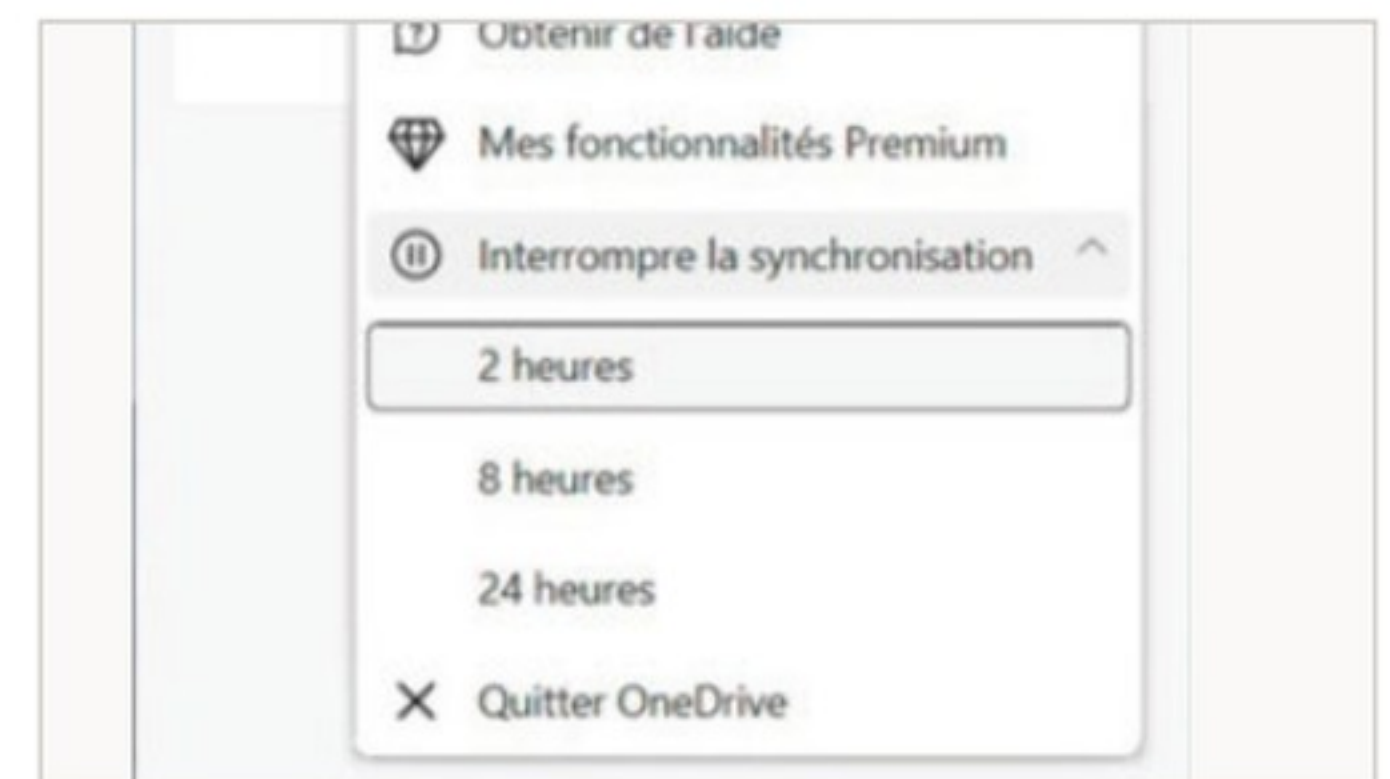 Obtenir de l'aide
Mes fonctionnalités Premium
Interrompre la synchronisation
2 heures
8 heures
24 heures
Quitter OneDrive